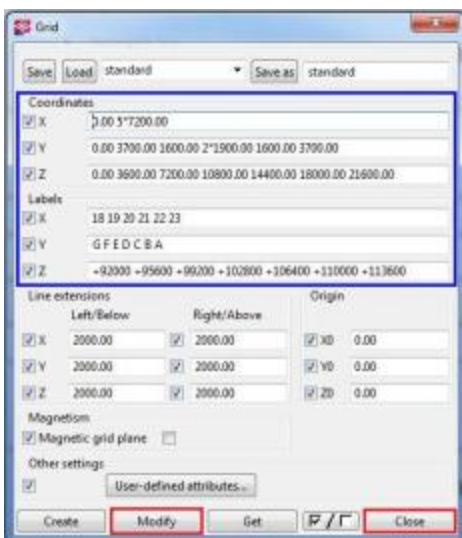 Grid
Save Load standard Save as standard
Coordinates
X 0.00 5*7200.00
Y 0.00 3700.00 1600.00 2*1900.00 1600.00 3700.00
Z 0.00 3600.00 7200.00 10800.00 14400.00 18000.00 21600.00
Labels
X 18 19 20 21 22 23
Y G F E D C B A
Z +92000 +95600 +99200 +102800 +106400 +110000 +113600
Line extensions Origin
Left/Below Right/Above
X 2000.00 2000.00 X0 0.00
Y 2000.00 2000.00 Y0 0.00
Z 2000.00 2000.00 Z0 0.00
Magnetism
Magnetic grid plane
Other settings
User-defined attributes...
Create Modify Get / Close